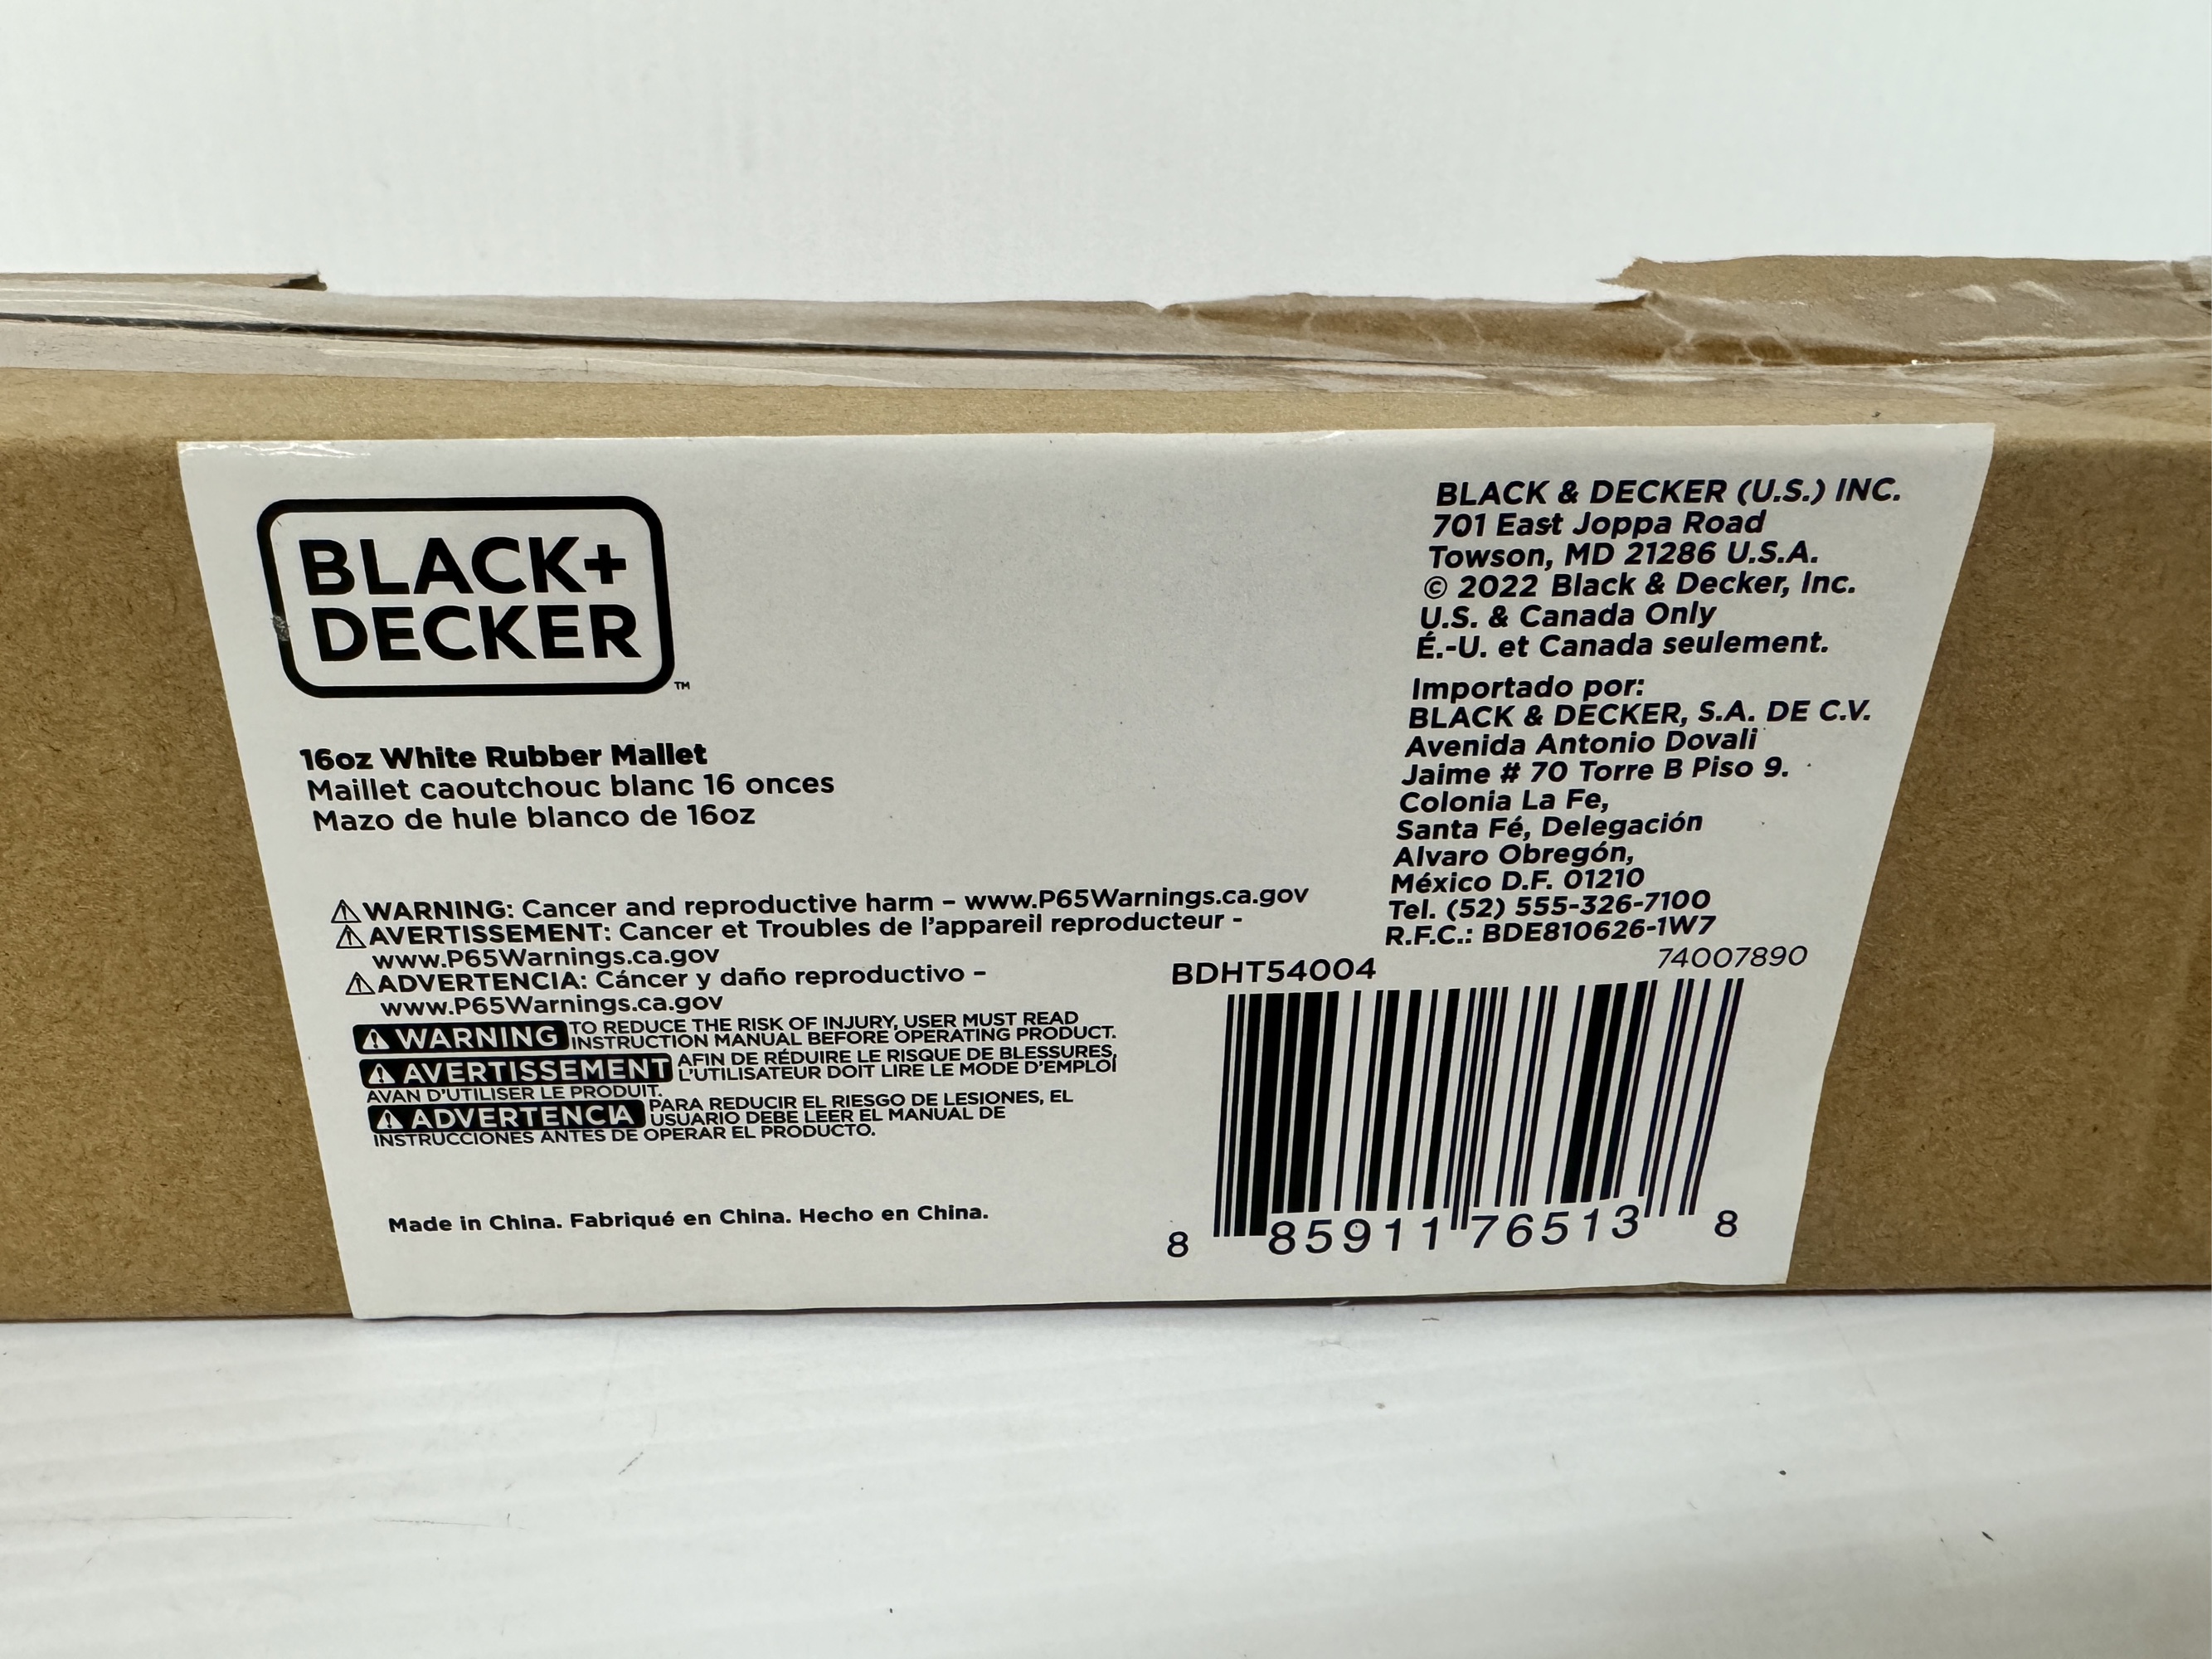 BLACK+
DECKER
TM
16oz White Rubber Mallet
Maillet caoutchouc blanc 16 onces
Mazo de hule blanco de 16oz
⚠WARNING: Cancer and reproductive harm – www.P65Warnings.ca.gov
⚠AVERTISSEMENT: Cancer et Troubles de l'appareil reproducteur -
www.P65Warnings.ca.gov
⚠ADVERTENCIA: Cáncer y daño reproductivo –
www.P65Warnings.ca.gov
⚠ WARNING TO REDUCE THE RISK OF INJURY, USER MUST READ
INSTRUCTION MANUAL BEFORE OPERATING PRODUCT.
⚠ AVERTISSEMENT AFIN DE RÉDUIRE LE RISQUE DE BLESSURES,
L'UTILISATEUR DOIT LIRE LE MODE D'EMPLOI
AVAN D'UTILISER LE PRODUIT.
⚠ ADVERTENCIA PARA REDUCIR EL RIESGO DE LESIONES, EL
USUARIO DEBE LEER EL MANUAL DE
INSTRUCCIONES ANTES DE OPERAR EL PRODUCTO.
Made in China. Fabriqué en China. Hecho en China.
BLACK & DECKER (U.S.) INC.
701 East Joppa Road
Towson, MD 21286 U.S.A.
© 2022 Black & Decker, Inc.
U.S. & Canada Only
É.-U. et Canada seulement.
Importado por:
BLACK & DECKER, S.A. DE C.V.
Avenida Antonio Dovali
Jaime # 70 Torre B Piso 9.
Colonia La Fe,
Santa Fé, Delegación
Alvaro Obregón,
México D.F. 01210
Tel. (52) 555-326-7100
R.F.C.: BDE810626-1W7
74007890
BDHT54004
8 85911 76513 8